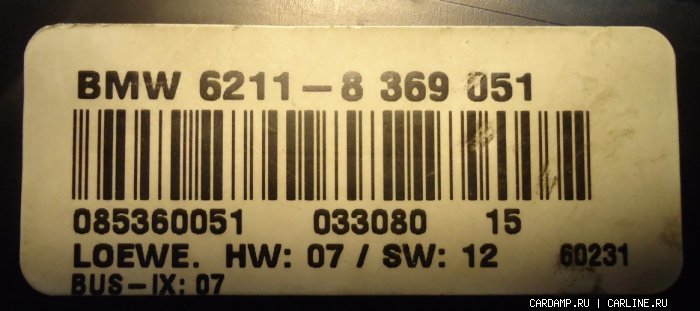 BMW 6211-8 369 051
085360051 033080 15
LOEWE. HW: 07 / SW: 12 60231
BUS-IX: 07
CARDAMP.RU | CARLINE.RU